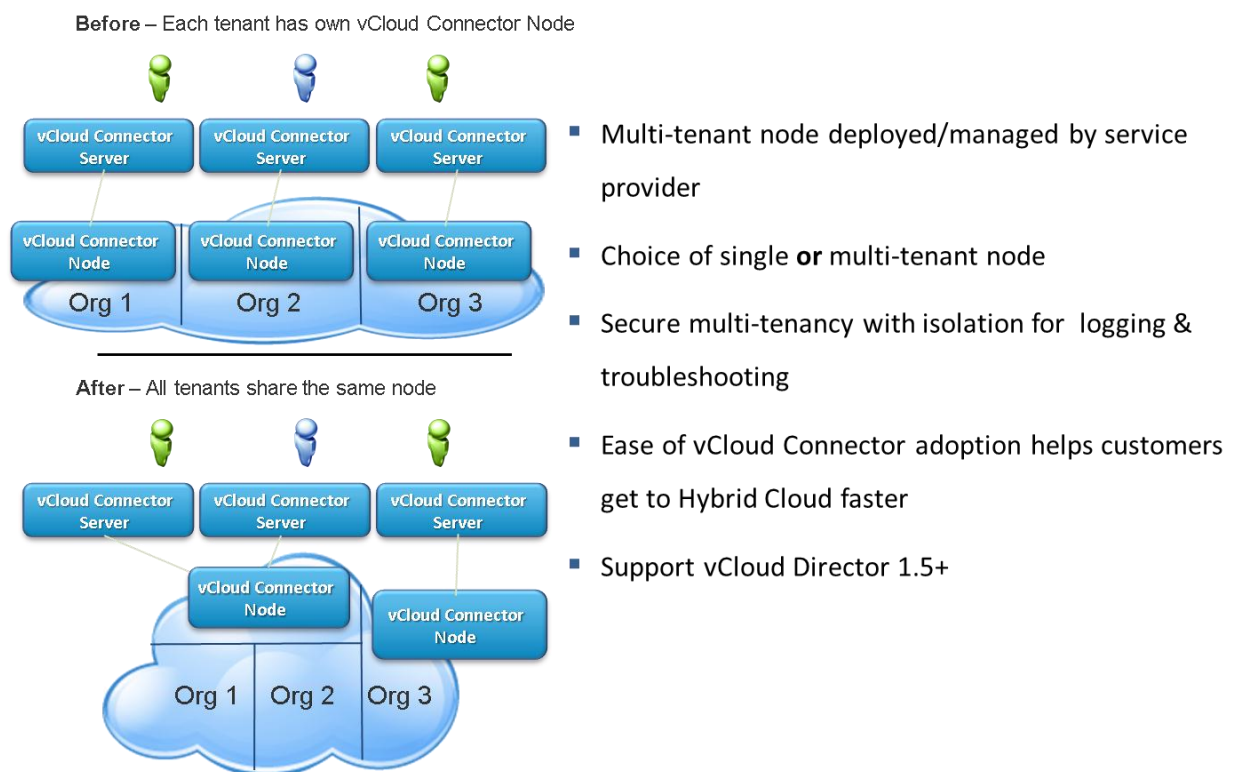 Before – Each tenant has own vCloud Connector Node
vCloud Connector
Server
vCloud Connector
Server
vCloud Connector
Server
vCloud Connector
Node
vCloud Connector
Node
vCloud Connector
Node
Org 1
Org 2
Org 3
After – All tenants share the same node
vCloud Connector
Server
vCloud Connector
Server
vCloud Connector
Server
vCloud Connector
Node
vCloud Connector
Node
Org 1
Org 2
Org 3
▪ Multi-tenant node deployed/managed by service
provider
▪ Choice of single or multi-tenant node
▪ Secure multi-tenancy with isolation for logging &
troubleshooting
▪ Ease of vCloud Connector adoption helps customers
get to Hybrid Cloud faster
▪ Support vCloud Director 1.5+